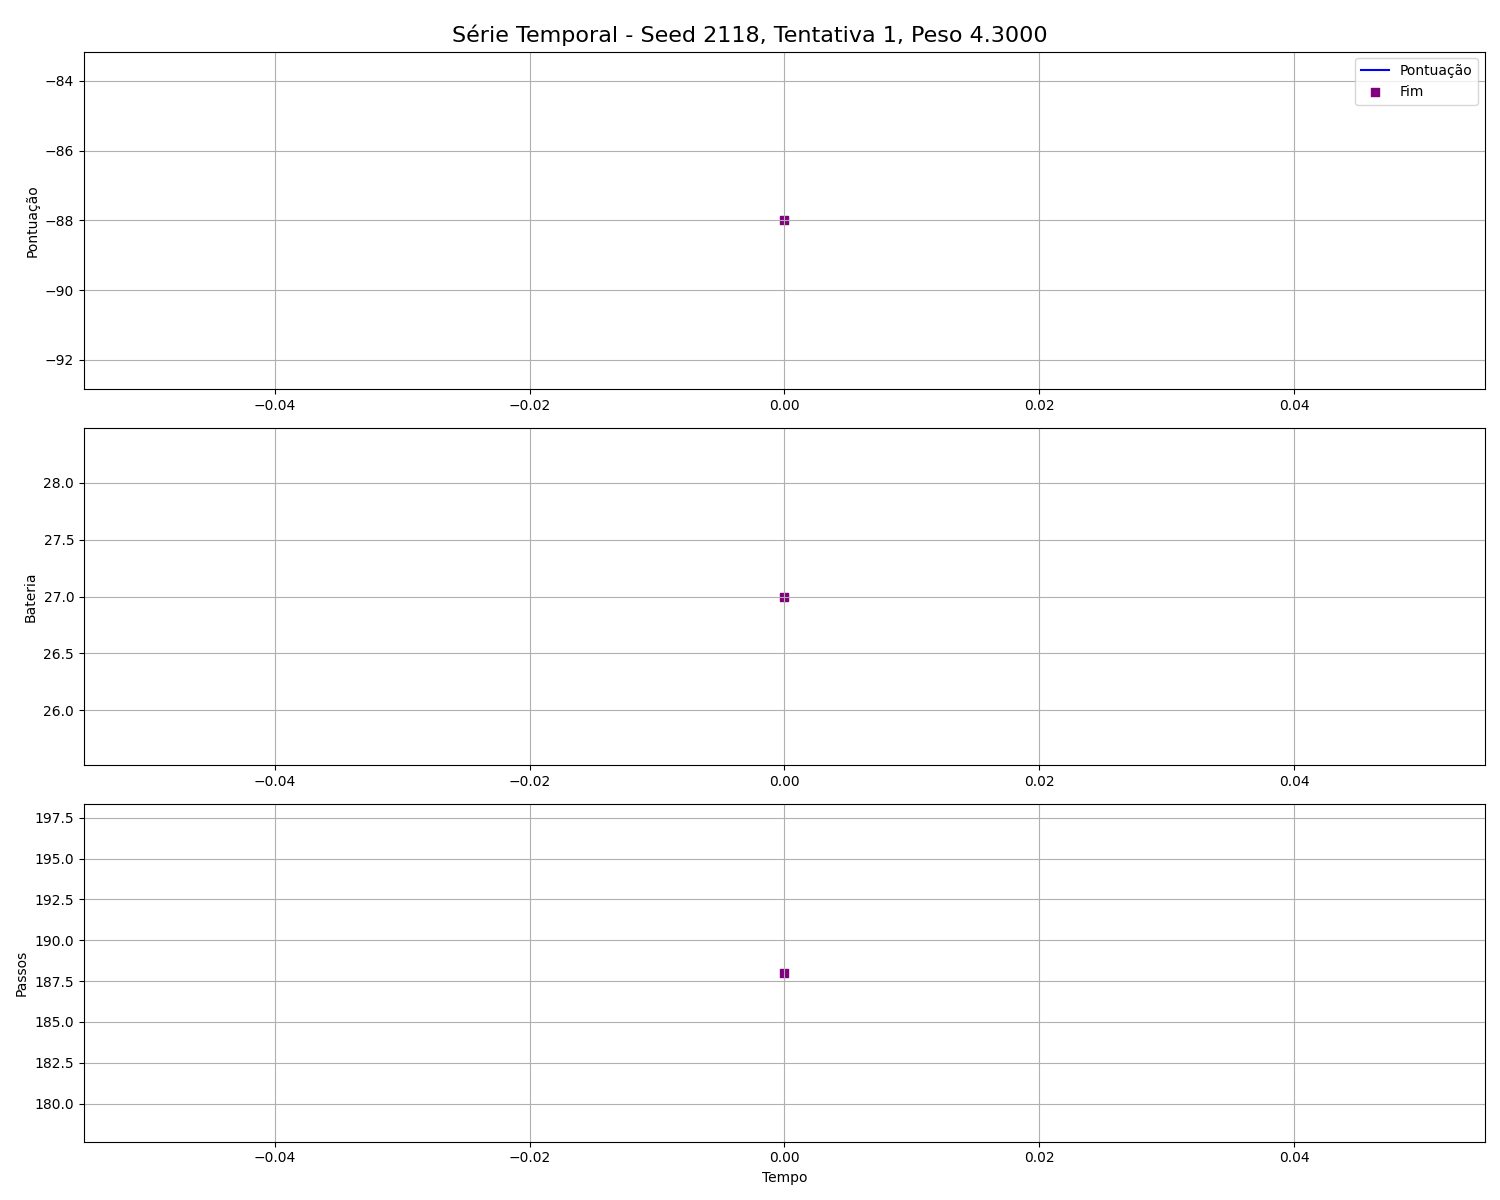 Série Temporal - Seed 2118, Tentativa 1, Peso 4.3000
Pontuação
Fim
Pontuação
−84
−86
−88
−90
−92
−0.04 −0.02 0.00 0.02 0.04
Bateria
28.0
27.5
27.0
26.5
26.0
−0.04 −0.02 0.00 0.02 0.04
Passos
197.5
195.0
192.5
190.0
187.5
185.0
182.5
180.0
−0.04 −0.02 0.00 0.02 0.04
Tempo